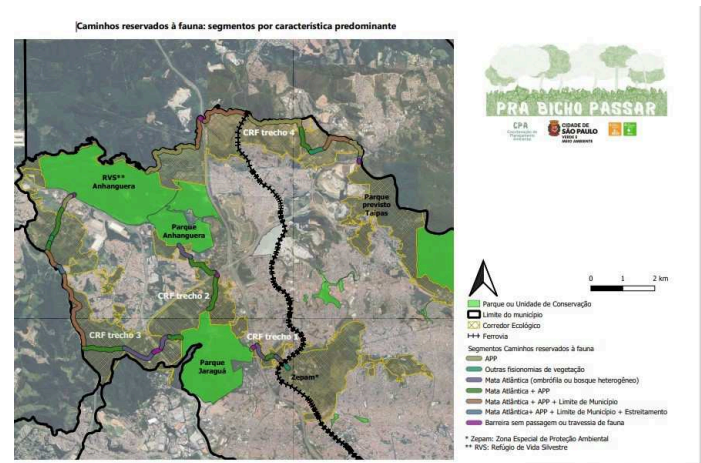 Caminhos reservados à fauna: segmentos por característica predominante
PRA BICHO PASSAR
CPA
Coordenação de
Planejamento
Ambiental
CIDADE DE
SÃO PAULO
VERDE E
MEIO AMBIENTE
CRF trecho 4
RVS**
Anhanguera
Parque
previsto
Taipas
Parque
Anhanguera
CRF trecho 2
CRF trecho 3
CRF trecho 1
Parque
Jaraguá
Zepam*
0 1 2 km
Parque ou Unidade de Conservação
Limite do município
Corredor Ecológico
Ferrovia
Segmentos Caminhos reservados à fauna
APP
Outras fisionomias de vegetação
Mata Atlântica (ombrófila ou bosque heterogêneo)
Mata Atlântica + APP
Mata Atlântica + APP + Limite de Município
Mata Atlântica+ APP + Limite de Município + Estreitamento
Barreira sem passagem ou travessia de fauna
* Zepam: Zona Especial de Proteção Ambiental
** RVS: Refúgio de Vida Silvestre